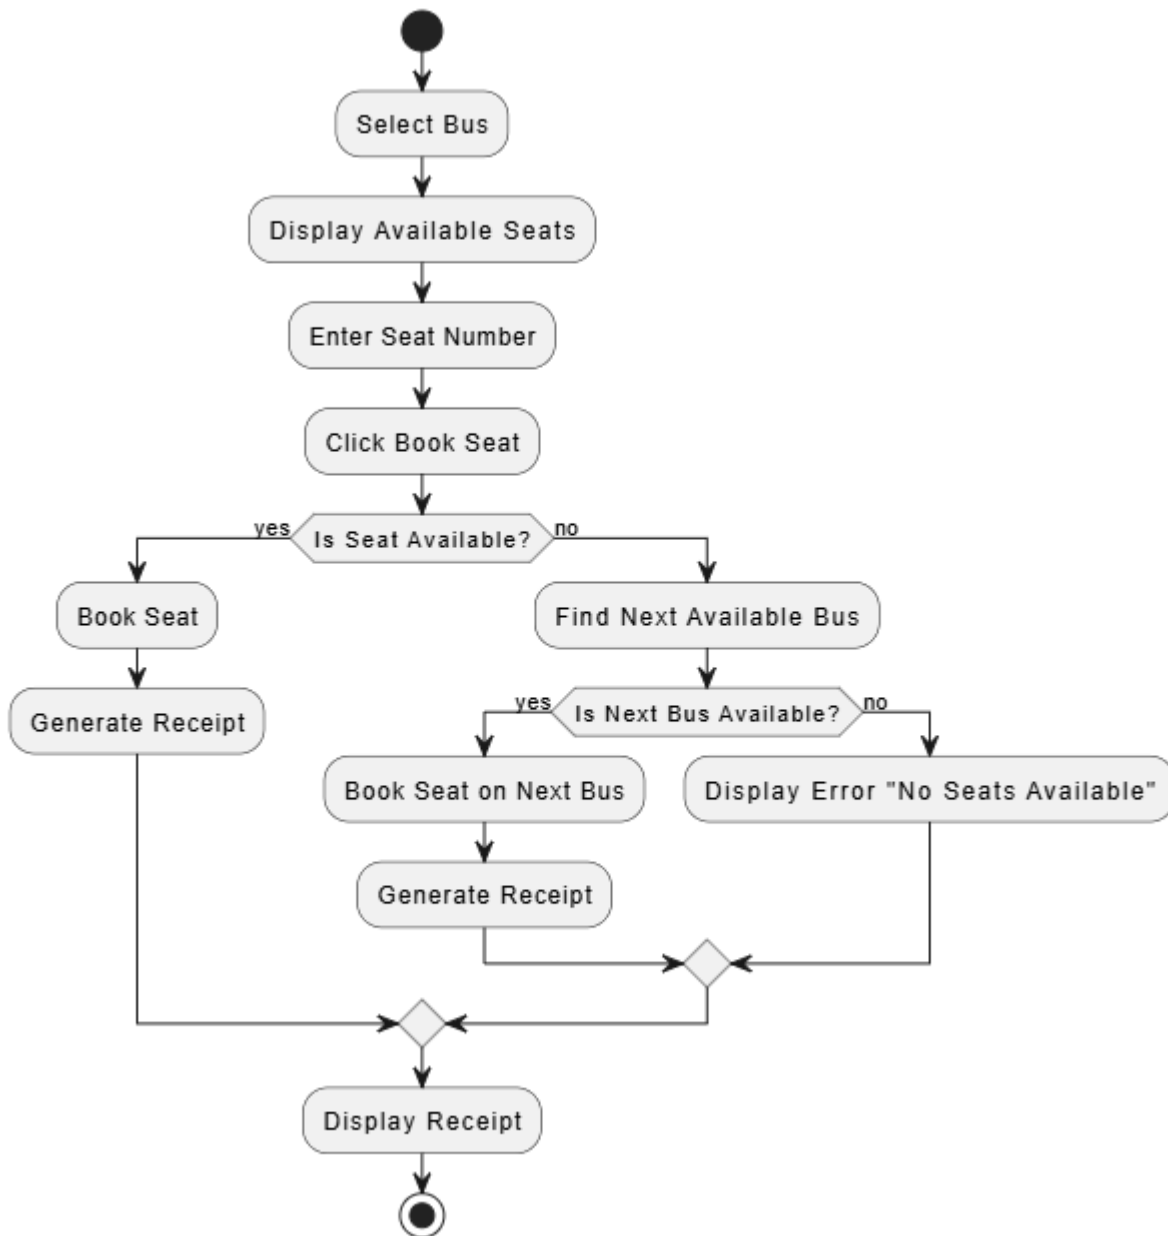 Select Bus
Display Available Seats
Enter Seat Number
Click Book Seat
yes
Is Seat Available?
no
Book Seat
Find Next Available Bus
Generate Receipt
yes
Is Next Bus Available?
no
Book Seat on Next Bus
Display Error "No Seats Available"
Generate Receipt
Display Receipt